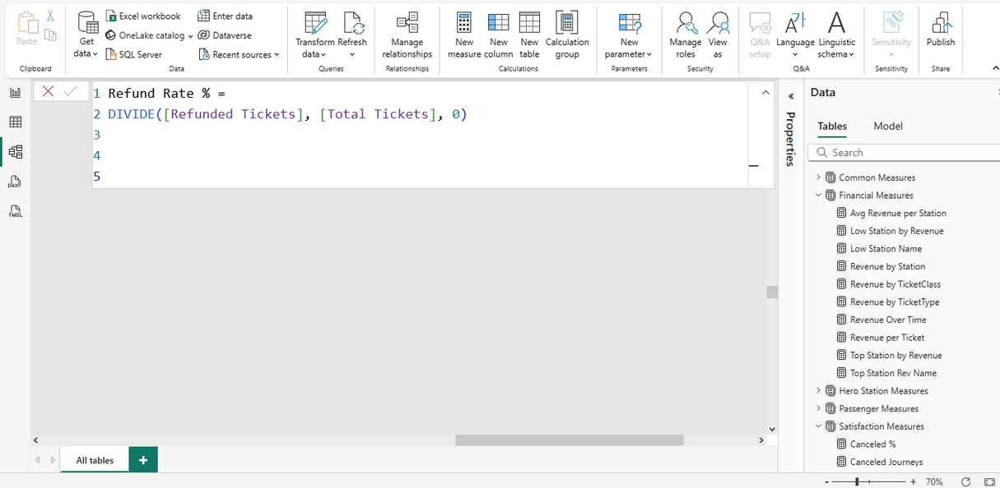 Paste
Clipboard
Get
data
Excel workbook
OneLake catalog
SQL Server
Enter data
Dataverse
Recent sources
Data
Transform
data
Refresh
Queries
Manage
relationships
Relationships
New
measure
New
column
New
table
Calculation
group
Calculations
New
parameter
Parameters
Manage
roles
View
as
Security
Q&A
setup
Language
Linguistic
schema
Q&A
Sensitivity
Sensitivity
Publish
Share
1 Refund Rate % =
2 DIVIDE([Refunded Tickets], [Total Tickets], 0)
3
4
5
DAX
TMDL
Properties
Data
Tables
Model
Search
Common Measures
Financial Measures
Avg Revenue per Station
Low Station by Revenue
Low Station Name
Revenue by Station
Revenue by TicketClass
Revenue by TicketType
Revenue Over Time
Revenue per Ticket
Top Station by Revenue
Top Station Rev Name
Hero Station Measures
Passenger Measures
Satisfaction Measures
Canceled %
Canceled Journeys
All tables
+
- + 70%